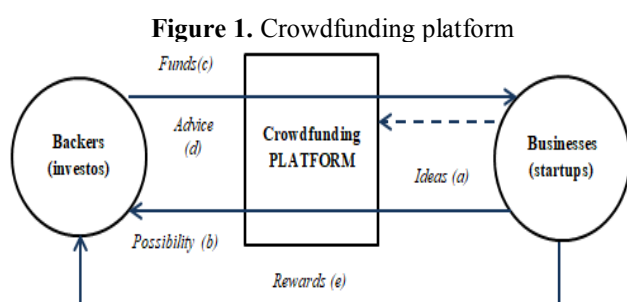 Figure 1. Crowdfunding platform
Funds(c)
Advice
(d)
Backers
(investos)
Crowdfunding
PLATFORM
Businesses
(startups)
Ideas (a)
Possibility (b)
Rewards (e)